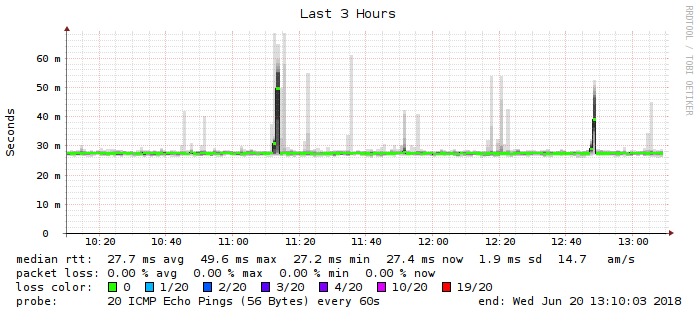 Last 3 Hours
RRDTOOL / TOBI OETIKER
Seconds
60 m
50 m
40 m
30 m
20 m
10 m
0
10:20 10:40 11:00 11:20 11:40 12:00 12:20 12:40 13:00
median rtt: 27.7 ms avg 49.6 ms max 27.2 ms min 27.4 ms now 1.9 ms sd 14.7 am/s
packet loss: 0.00 % avg 0.00 % max 0.00 % min 0.00 % now
loss color: 0 1/20 2/20 3/20 4/20 10/20 19/20
probe: 20 ICMP Echo Pings (56 Bytes) every 60s end: Wed Jun 20 13:10:03 2018